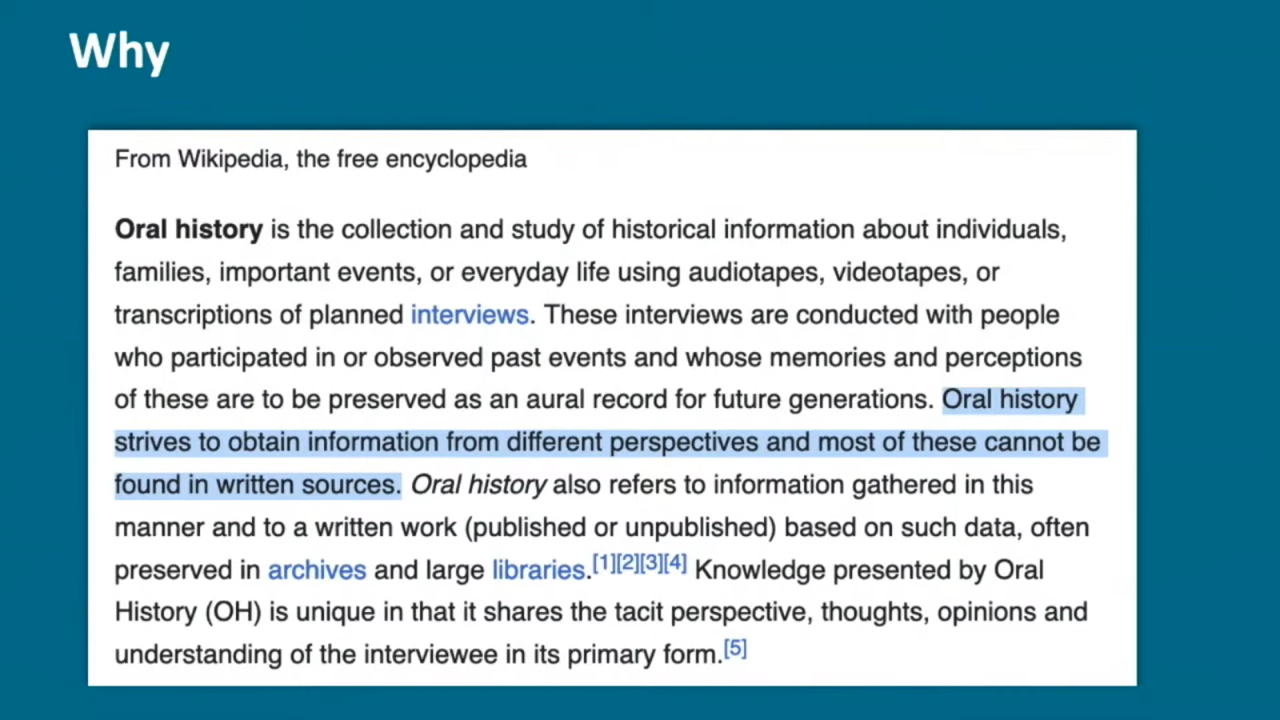 Why
From Wikipedia, the free encyclopedia
Oral history is the collection and study of historical information about individuals,
families, important events, or everyday life using audiotapes, videotapes, or
transcriptions of planned interviews. These interviews are conducted with people
who participated in or observed past events and whose memories and perceptions
of these are to be preserved as an aural record for future generations. Oral history
strives to obtain information from different perspectives and most of these cannot be
found in written sources. Oral history also refers to information gathered in this
manner and to a written work (published or unpublished) based on such data, often
preserved in archives and large libraries.[1][2][3][4] Knowledge presented by Oral
History (OH) is unique in that it shares the tacit perspective, thoughts, opinions and
understanding of the interviewee in its primary form.[5]